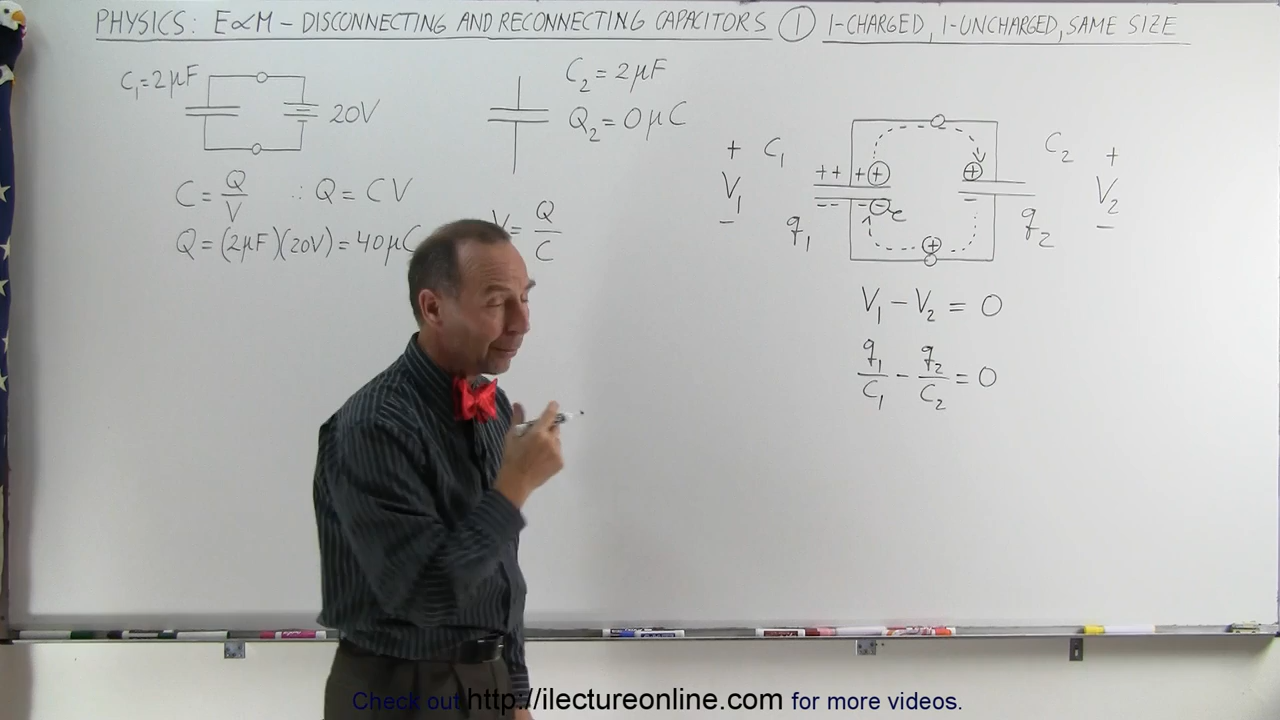 PHYSICS: E∝M – DISCONNECTING AND RECONNECTING CAPACITORS ① 1-CHARGED, 1-UNCHARGED, SAME SIZE
C₁=2μF
20V
C = Q/V ∴ Q = CV
Q = (2μF)(20V) = 40μC
C₂ = 2μF
Q₂ = 0μC
V = Q/C
+ C₁ C₂ +
+ + + ⊕ ⊕
V₁ V₂
- - - ⊖ e -
- q₁ q₂ -
⊕
V₁ – V₂ = 0
q₁/C₁ – q₂/C₂ = 0
Check out http://ilectureonline.com for more videos.